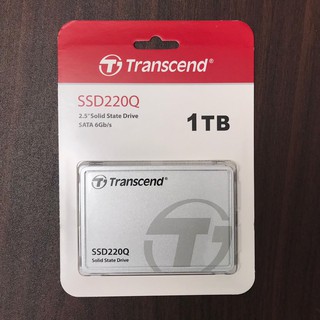 Transcend
SSD220Q
2.5" Solid State Drive
SATA 6Gb/s
1TB
Transcend
SSD220Q
Solid State Drive